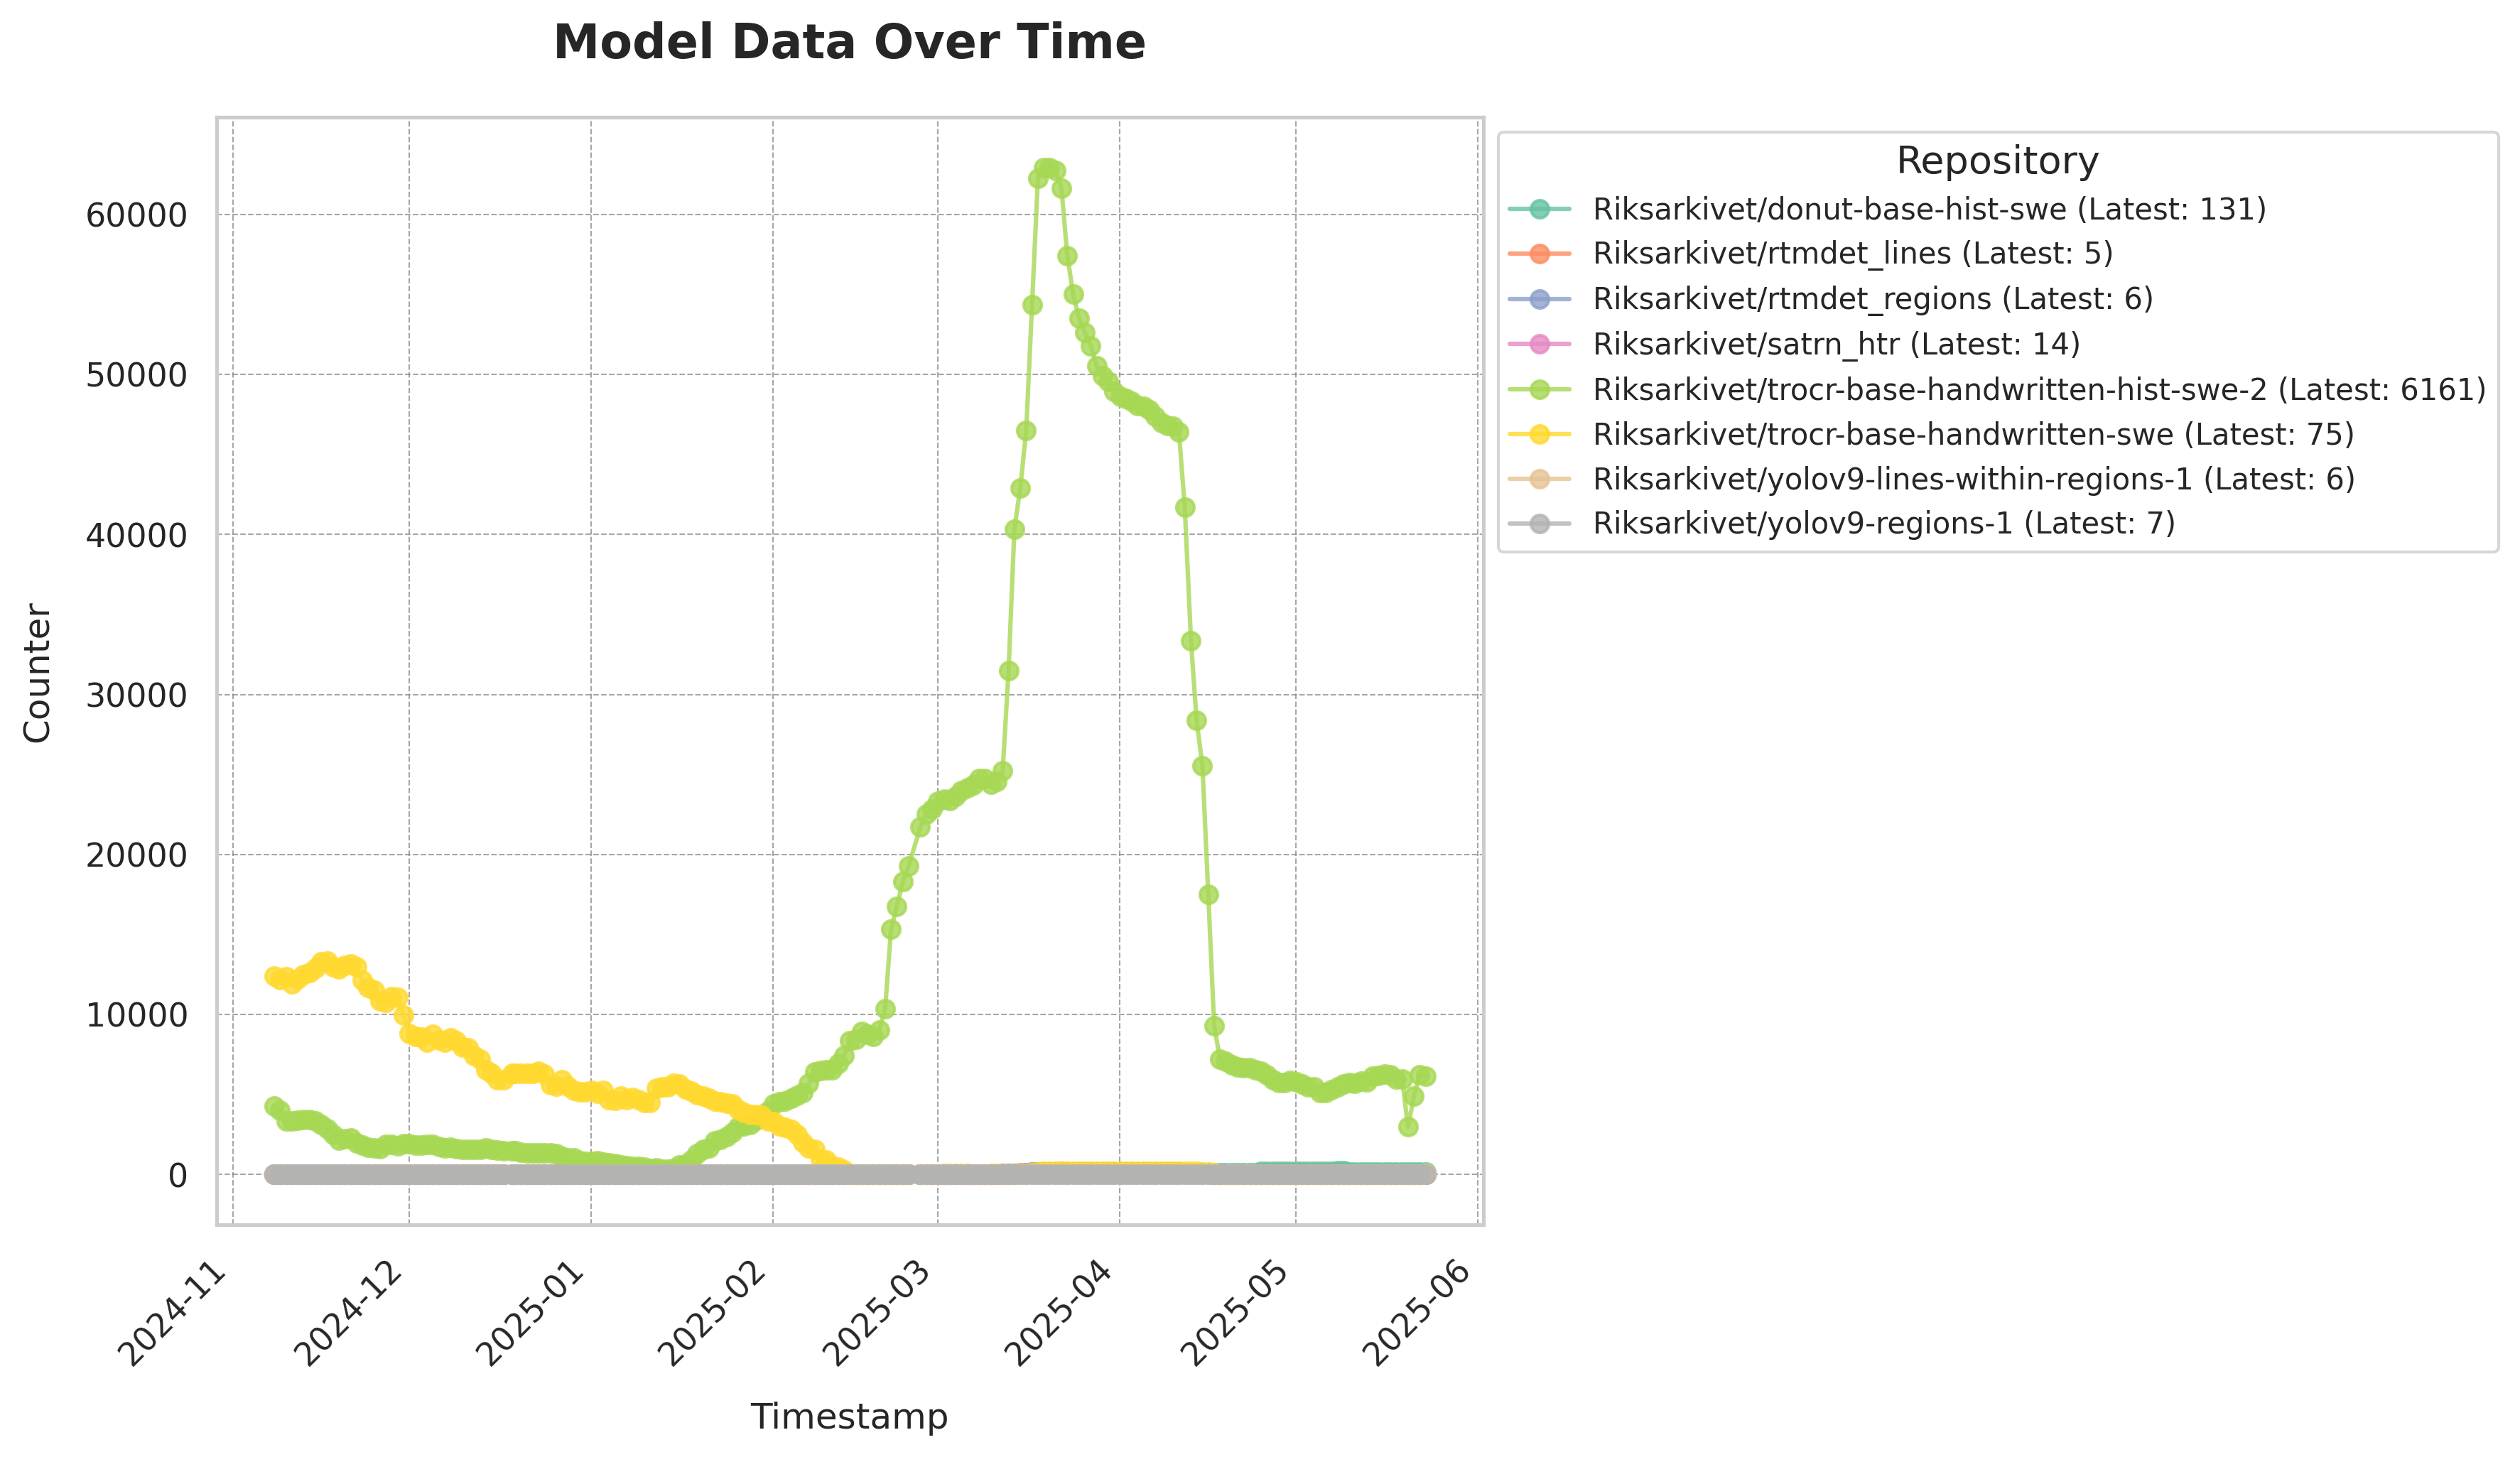 Model Data Over Time
Repository
Riksarkivet/donut-base-hist-swe (Latest: 131)
Riksarkivet/rtmdet_lines (Latest: 5)
Riksarkivet/rtmdet_regions (Latest: 6)
Riksarkivet/satrn_htr (Latest: 14)
Riksarkivet/trocr-base-handwritten-hist-swe-2 (Latest: 6161)
Riksarkivet/trocr-base-handwritten-swe (Latest: 75)
Riksarkivet/yolov9-lines-within-regions-1 (Latest: 6)
Riksarkivet/yolov9-regions-1 (Latest: 7)
Counter
60000
50000
40000
30000
20000
10000
0
2024-11
2024-12
2025-01
2025-02
2025-03
2025-04
2025-05
2025-06
Timestamp